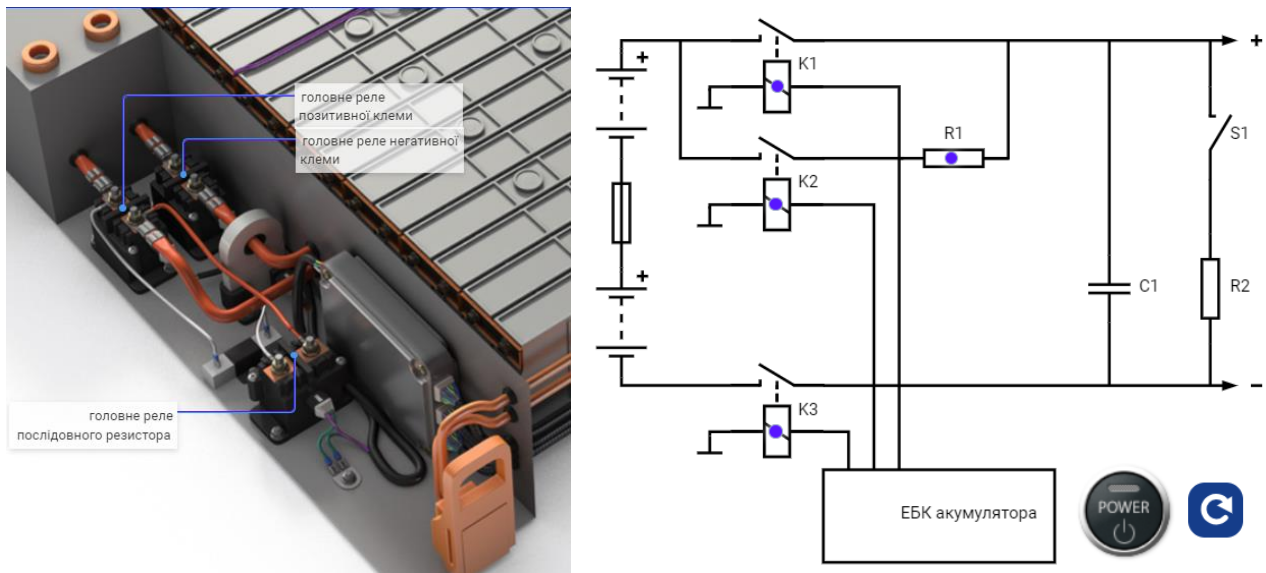 головне реле
позитивної клеми
головне реле негативної
клеми
головне реле
послідовного резистора
+
K1
+
R1
S1
K2
+
C1
R2
K3
−
ЕБК акумулятора
POWER